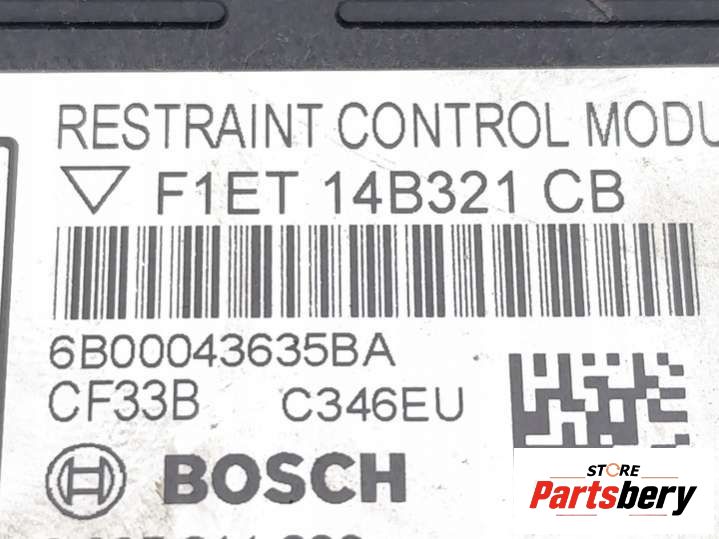 RESTRAINT CONTROL MODU
F1ET 14B321 CB
6B00043635BA
CF33B C346EU
BOSCH
STORE
Partsbery